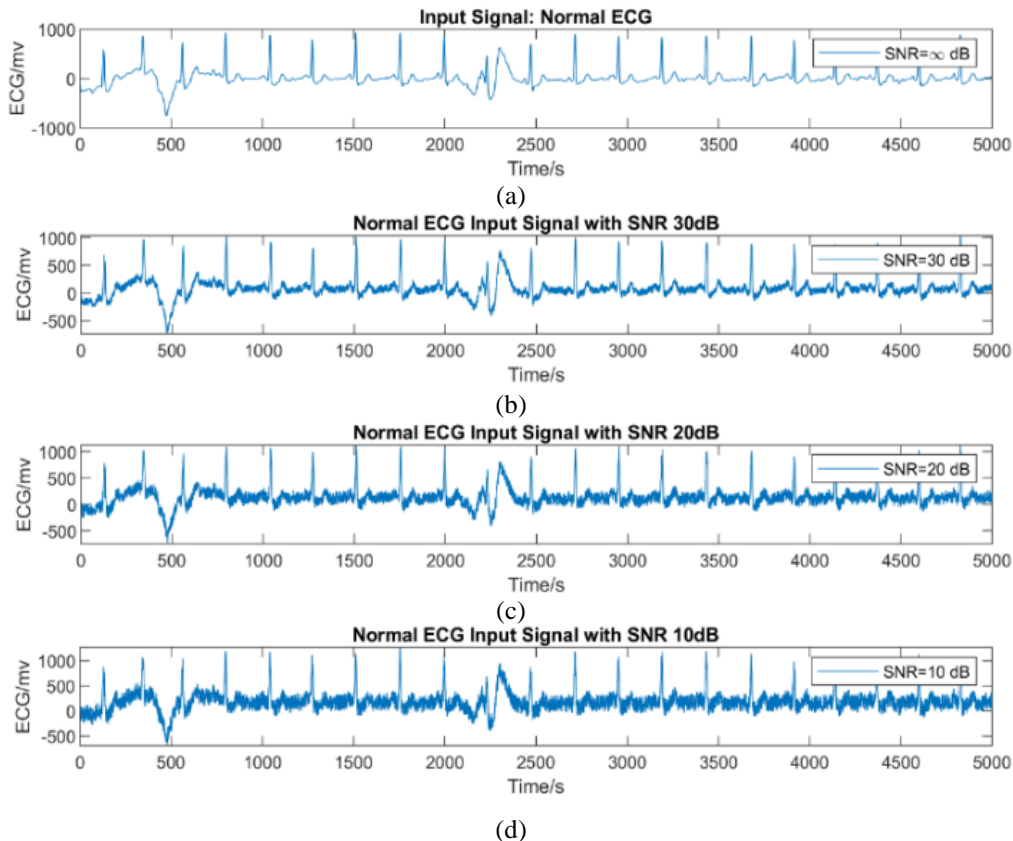 Input Signal: Normal ECG
1000
0
-1000
ECG/mv
SNR=∞ dB
0 500 1000 1500 2000 2500 3000 3500 4000 4500 5000
Time/s
(a)
Normal ECG Input Signal with SNR 30dB
1000
500
0
-500
ECG/mv
SNR=30 dB
0 500 1000 1500 2000 2500 3000 3500 4000 4500 5000
Time/s
(b)
Normal ECG Input Signal with SNR 20dB
1000
500
0
-500
ECG/mv
SNR=20 dB
0 500 1000 1500 2000 2500 3000 3500 4000 4500 5000
Time/s
(c)
Normal ECG Input Signal with SNR 10dB
1000
500
0
-500
ECG/mv
SNR=10 dB
0 500 1000 1500 2000 2500 3000 3500 4000 4500 5000
Time/s
(d)